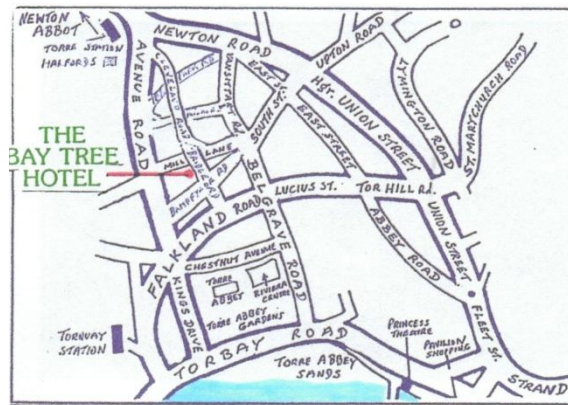 NEWTON
ABBOT
TORRE STATION
HALFORDS
AVENUE ROAD
NEWTON ROAD
UPTON ROAD
EAST ST.
SOUTH ST.
HST. UNION STREET
EAST STREET
ST. MARYCHURCH ROAD
CLEVELAND ROAD
THE
BAY TREE
HOTEL
MILL LANE
BELGRAVE ROAD
LUCIUS ST.
TOR HILL Rd.
UNION STREET
ABBEY ROAD
FALKLAND ROAD
CHESTNUT AVENUE
KINGS DRIVE
TORRE
ABBEY
RIVIERA
CENTRE
TORRE ABBEY
GARDENS
TORQUAY
STATION
TORBAY ROAD
TORRE ABBEY
SANDS
PRINCESS
THEATRE
PAVILION
SHOPPING
FLEET ST.
STRAND